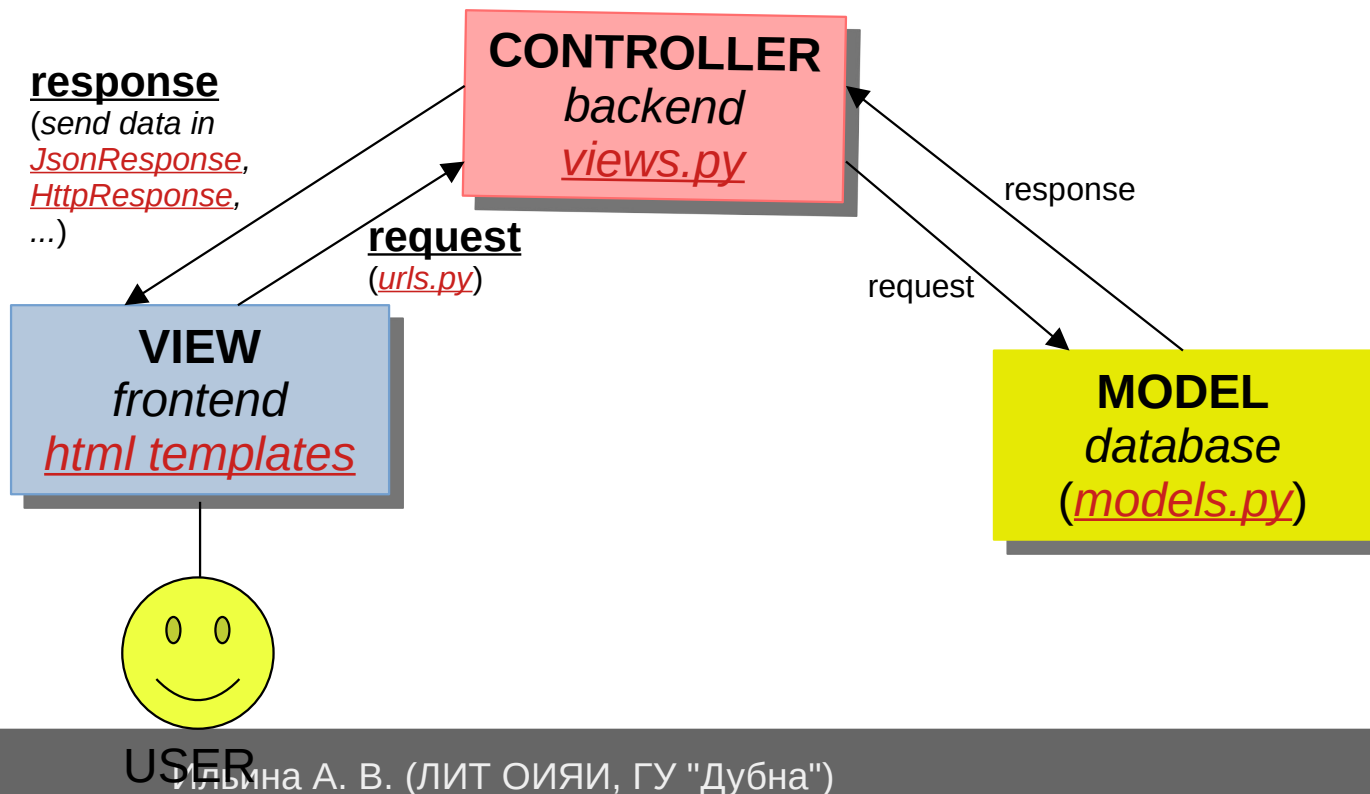 CONTROLLER
backend
views.py
response
(send data in
JsonResponse,
HttpResponse,
...)
request
(urls.py)
response
request
VIEW
frontend
html templates
MODEL
database
(models.py)
USER
Ильина А. В. (ЛИТ ОИЯИ, ГУ "Дубна")